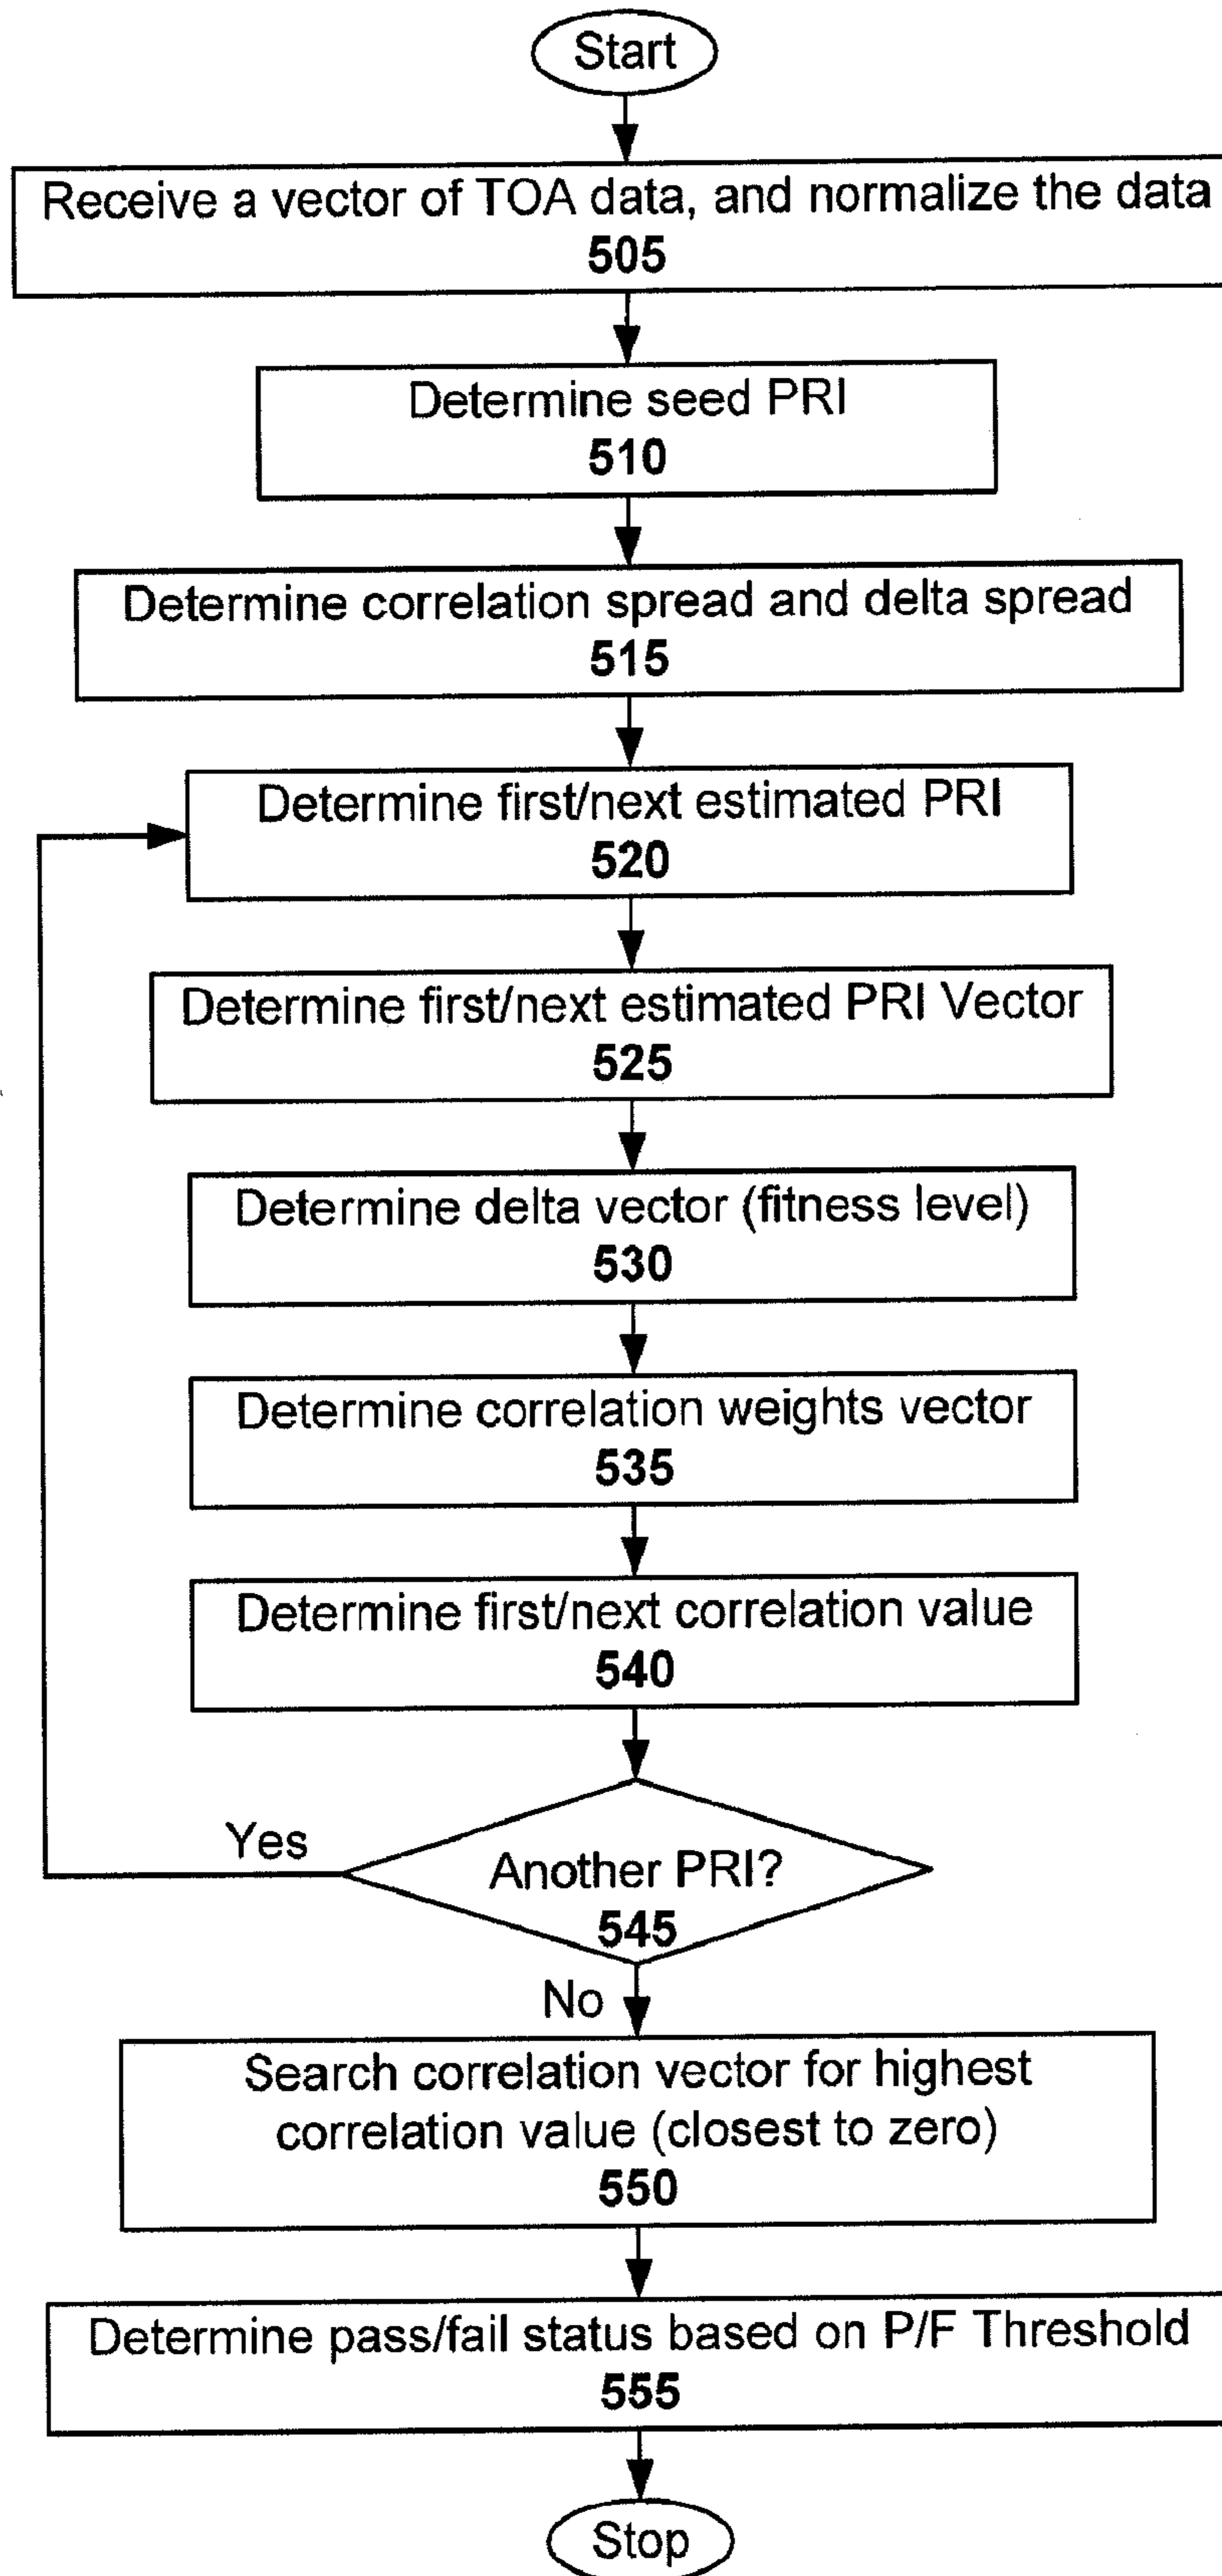 Start
Receive a vector of TOA data, and normalize the data
505
Determine seed PRI
510
Determine correlation spread and delta spread
515
Determine first/next estimated PRI
520
Determine first/next estimated PRI Vector
525
Determine delta vector (fitness level)
530
Determine correlation weights vector
535
Determine first/next correlation value
540
Yes
Another PRI?
545
No
Search correlation vector for highest
correlation value (closest to zero)
550
Determine pass/fail status based on P/F Threshold
555
Stop